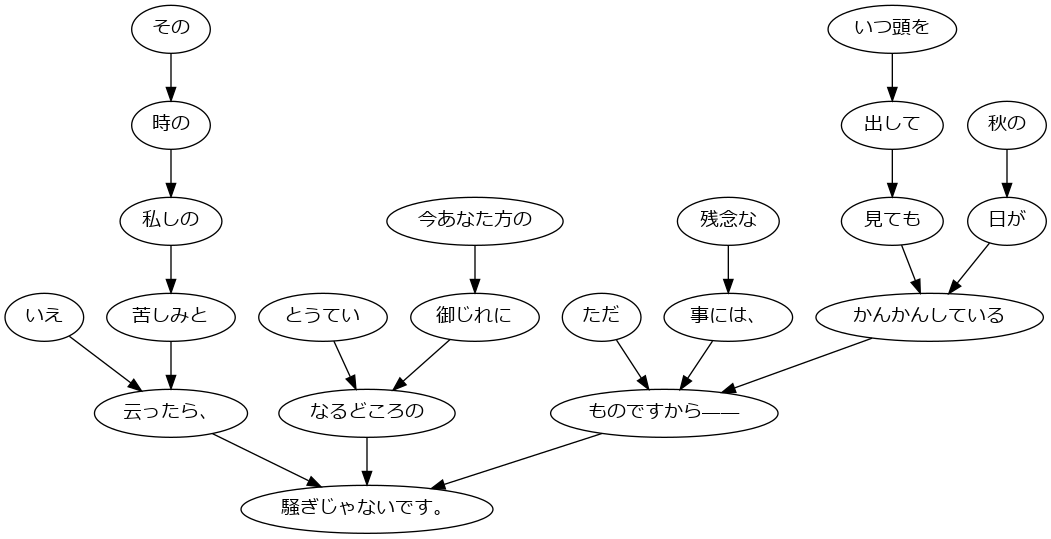 その
いつ頭を
時の
出して
秋の
私しの
今あなた方の
残念な
見ても
日が
いえ
苦しみと
とうてい
御じれに
ただ
事には、
かんかんしている
云ったら、
なるどころの
ものですから——
騒ぎじゃないです。